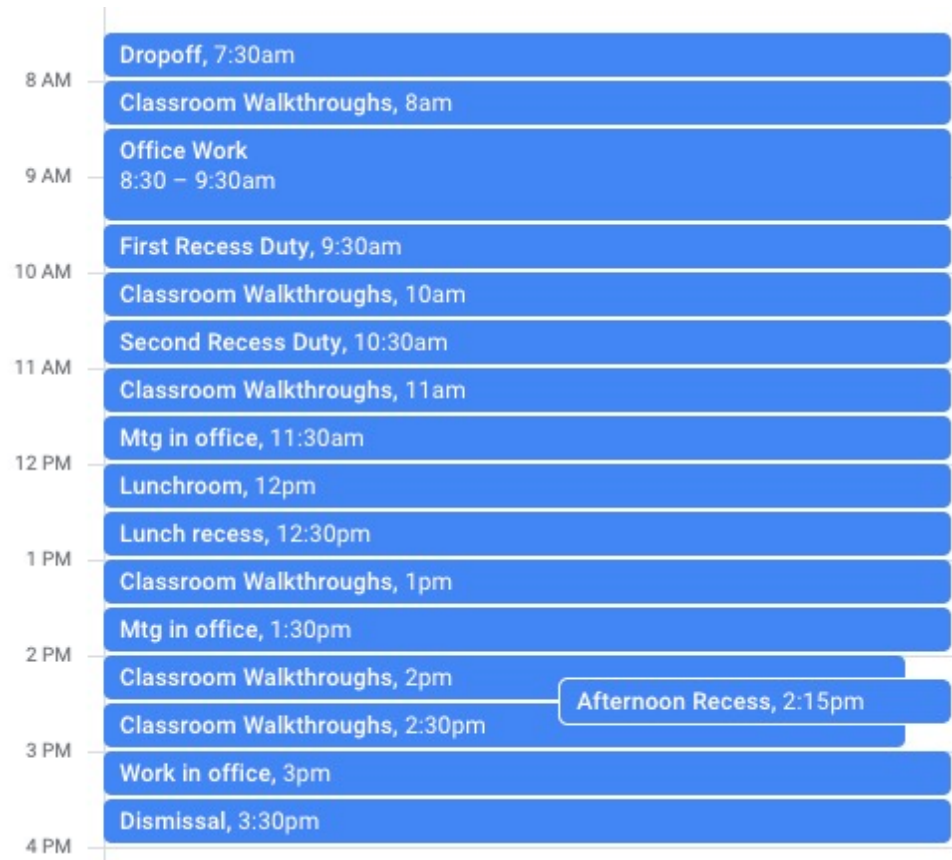 Dropoff, 7:30am
8 AM
Classroom Walkthroughs, 8am
Office Work
8:30 – 9:30am
9 AM
First Recess Duty, 9:30am
10 AM
Classroom Walkthroughs, 10am
Second Recess Duty, 10:30am
11 AM
Classroom Walkthroughs, 11am
Mtg in office, 11:30am
12 PM
Lunchroom, 12pm
Lunch recess, 12:30pm
1 PM
Classroom Walkthroughs, 1pm
Mtg in office, 1:30pm
2 PM
Classroom Walkthroughs, 2pm
Afternoon Recess, 2:15pm
Classroom Walkthroughs, 2:30pm
3 PM
Work in office, 3pm
Dismissal, 3:30pm
4 PM